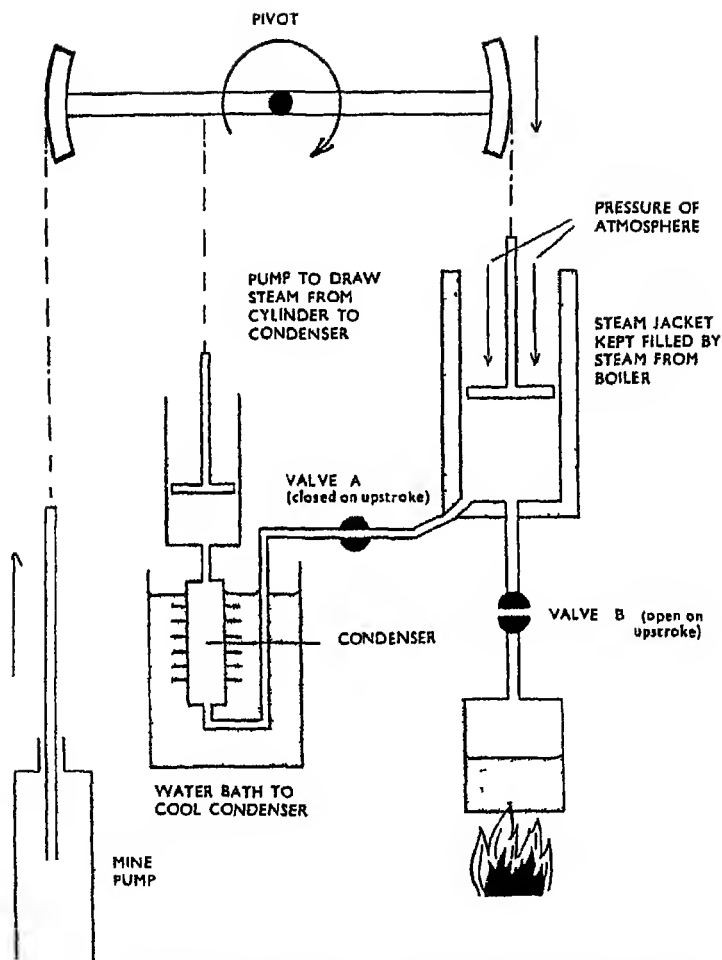 PIVOT
PRESSURE OF
ATMOSPHERE
PUMP TO DRAW
STEAM FROM
CYLINDER TO
CONDENSER
STEAM JACKET
KEPT FILLED BY
STEAM FROM
BOILER
VALVE A
(closed on upstroke)
VALVE B (open on
upstroke)
CONDENSER
WATER BATH TO
COOL CONDENSER
MINE
PUMP